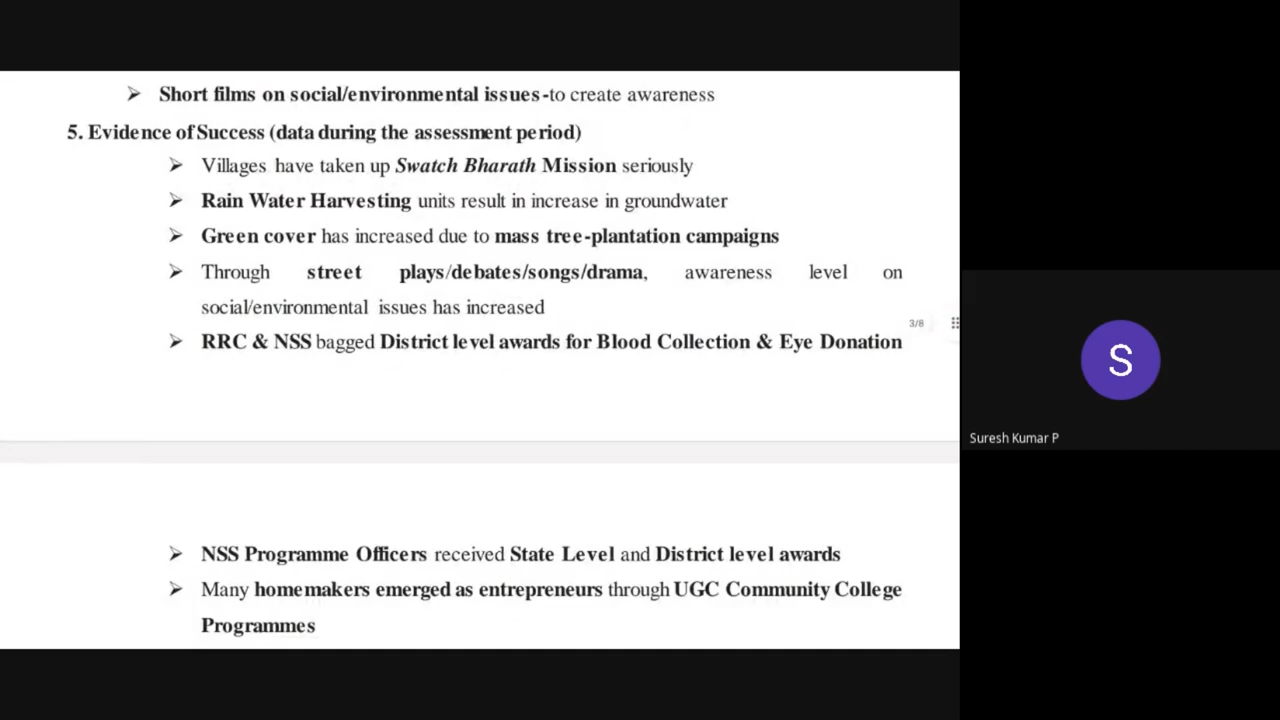 ➢ Short films on social/environmental issues-to create awareness
5. Evidence of Success (data during the assessment period)
➢ Villages have taken up Swatch Bharath Mission seriously
➢ Rain Water Harvesting units result in increase in groundwater
➢ Green cover has increased due to mass tree-plantation campaigns
➢ Through street plays/debates/songs/drama, awareness level on
social/environmental issues has increased
3/8
➢ RRC & NSS bagged District level awards for Blood Collection & Eye Donation
➢ NSS Programme Officers received State Level and District level awards
➢ Many homemakers emerged as entrepreneurs through UGC Community College
Programmes
S
Suresh Kumar P